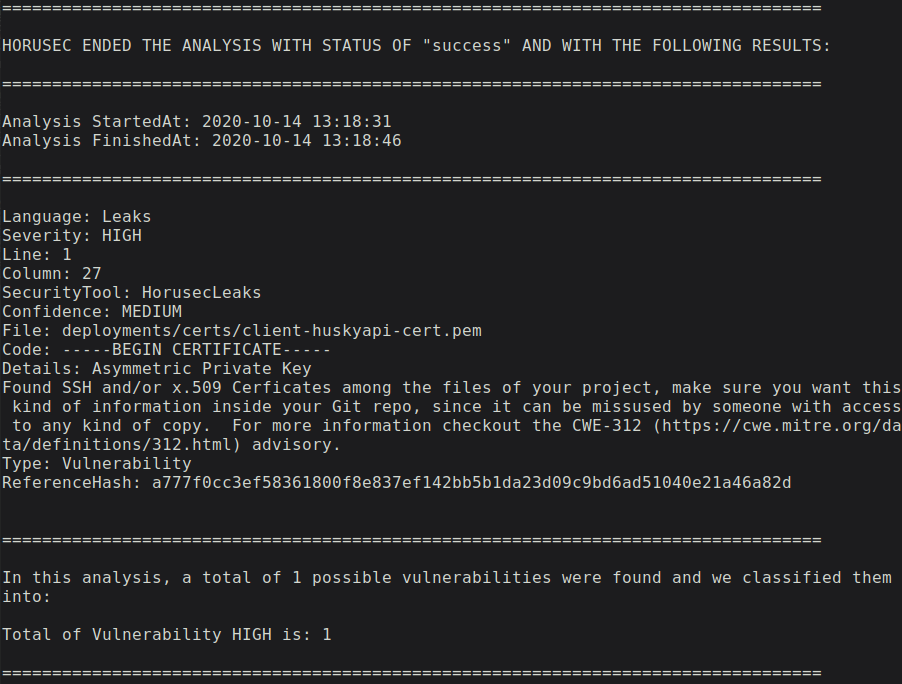 ==================================================================================
HORUSEC ENDED THE ANALYSIS WITH STATUS OF "success" AND WITH THE FOLLOWING RESULTS:
==================================================================================
Analysis StartedAt: 2020-10-14 13:18:31
Analysis FinishedAt: 2020-10-14 13:18:46
==================================================================================
Language: Leaks
Severity: HIGH
Line: 1
Column: 27
SecurityTool: HorusecLeaks
Confidence: MEDIUM
File: deployments/certs/client-huskyapi-cert.pem
Code: -----BEGIN CERTIFICATE-----
Details: Asymmetric Private Key
Found SSH and/or x.509 Cerficates among the files of your project, make sure you want this
 kind of information inside your Git repo, since it can be missused by someone with access
 to any kind of copy.  For more information checkout the CWE-312 (https://cwe.mitre.org/da
ta/definitions/312.html) advisory.
Type: Vulnerability
ReferenceHash: a777f0cc3ef58361800f8e837ef142bb5b1da23d09c9bd6ad51040e21a46a82d
==================================================================================
In this analysis, a total of 1 possible vulnerabilities were found and we classified them
into:
Total of Vulnerability HIGH is: 1
==================================================================================